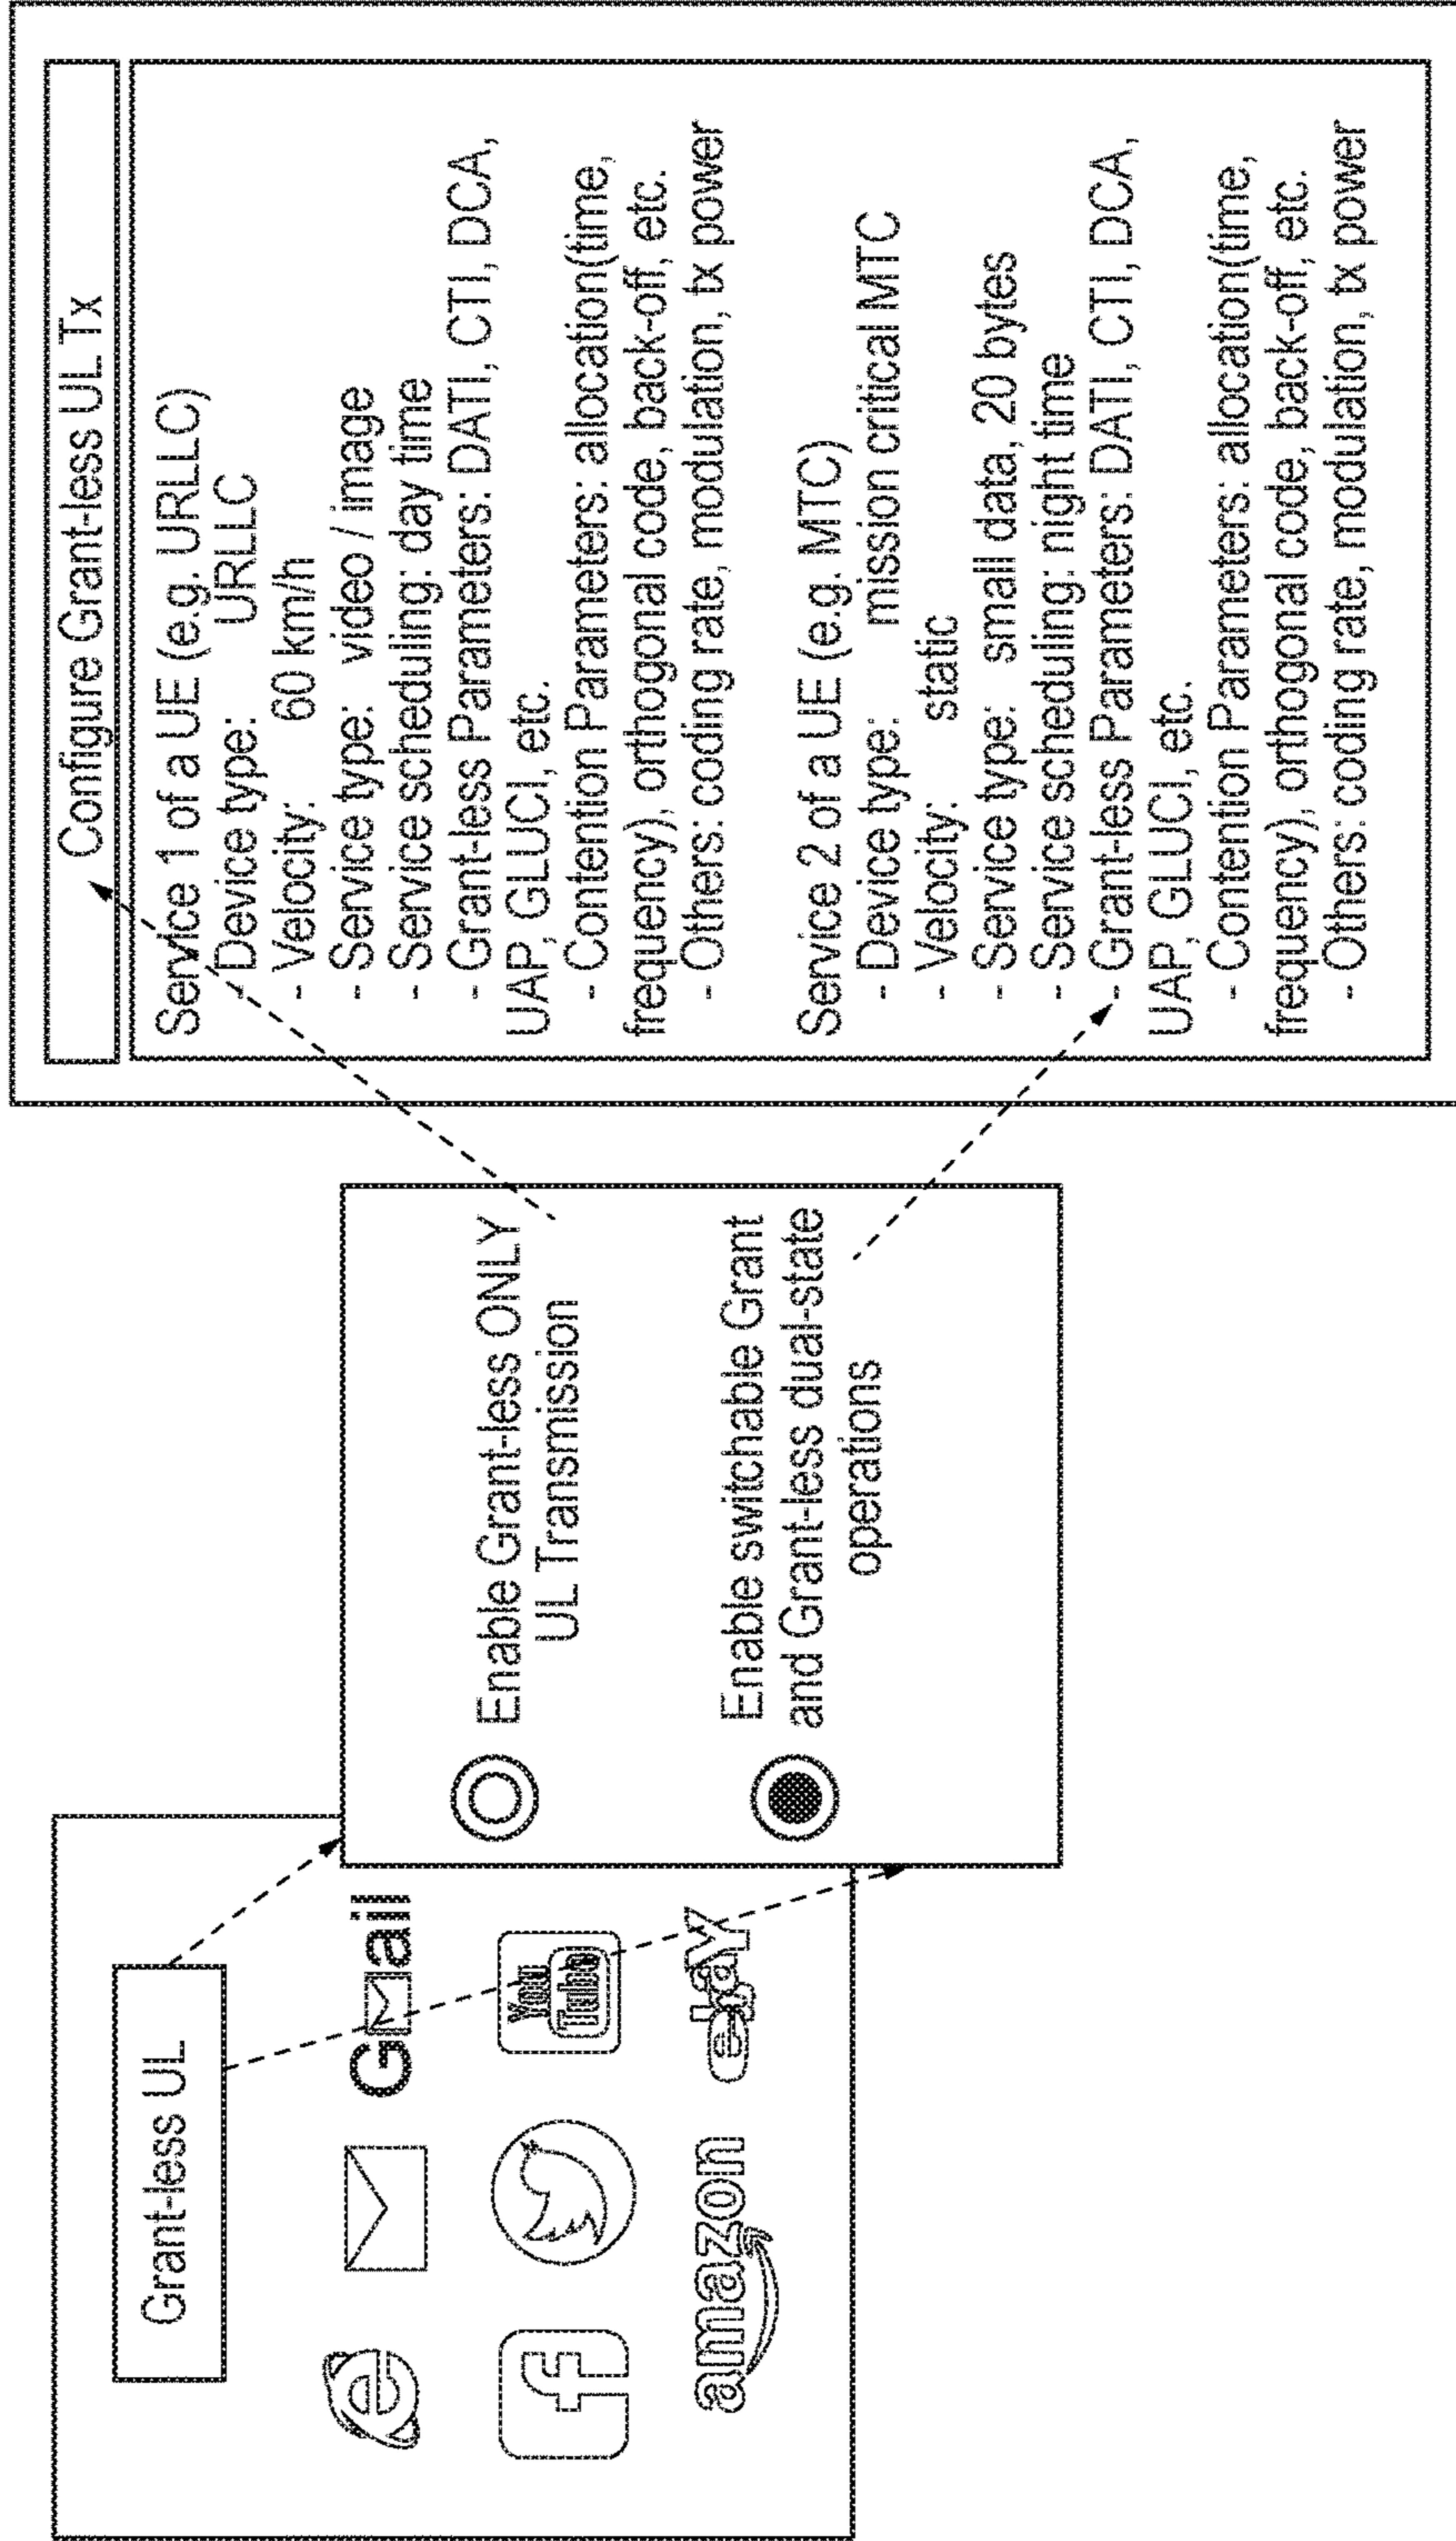 Grant-less UL
e
Gmail
f
You
Tube
amazon
ebaY
Enable Grant-less ONLY
UL Transmission
Enable switchable Grant
and Grant-less dual-state
operations
Configure Grant-less UL Tx
Service 1 of a UE (e.g. URLLC)
- Device type: URLLC
- Velocity: 60 km/h
- Service type: video / image
- Service scheduling: day time
- Grant-less Parameters: DATI, CTI, DCA,
UAP, GLUCI, etc.
- Contention Parameters: allocation(time,
frequency), orthogonal code, back-off, etc.
- Others: coding rate, modulation, tx power
Service 2 of a UE (e.g. MTC)
- Device type: mission critical MTC
- Velocity: static
- Service type: small data, 20 bytes
- Service scheduling: night time
- Grant-less Parameters: DATI, CTI, DCA,
UAP, GLUCI, etc.
- Contention Parameters: allocation(time,
frequency), orthogonal code, back-off, etc.
- Others: coding rate, modulation, tx power